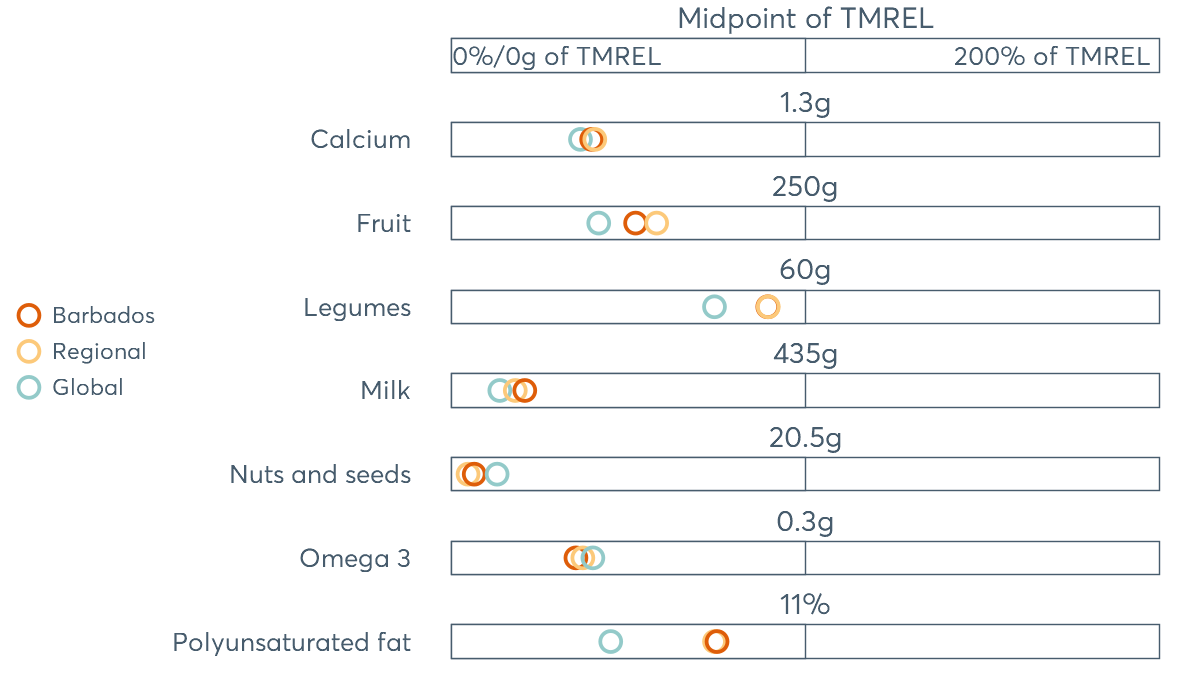 Midpoint of TMREL
0%/0g of TMREL 200% of TMREL
1.3g
Calcium
250g
Fruit
60g
Legumes
435g
Milk
20.5g
Nuts and seeds
0.3g
Omega 3
11%
Polyunsaturated fat
Barbados
Regional
Global